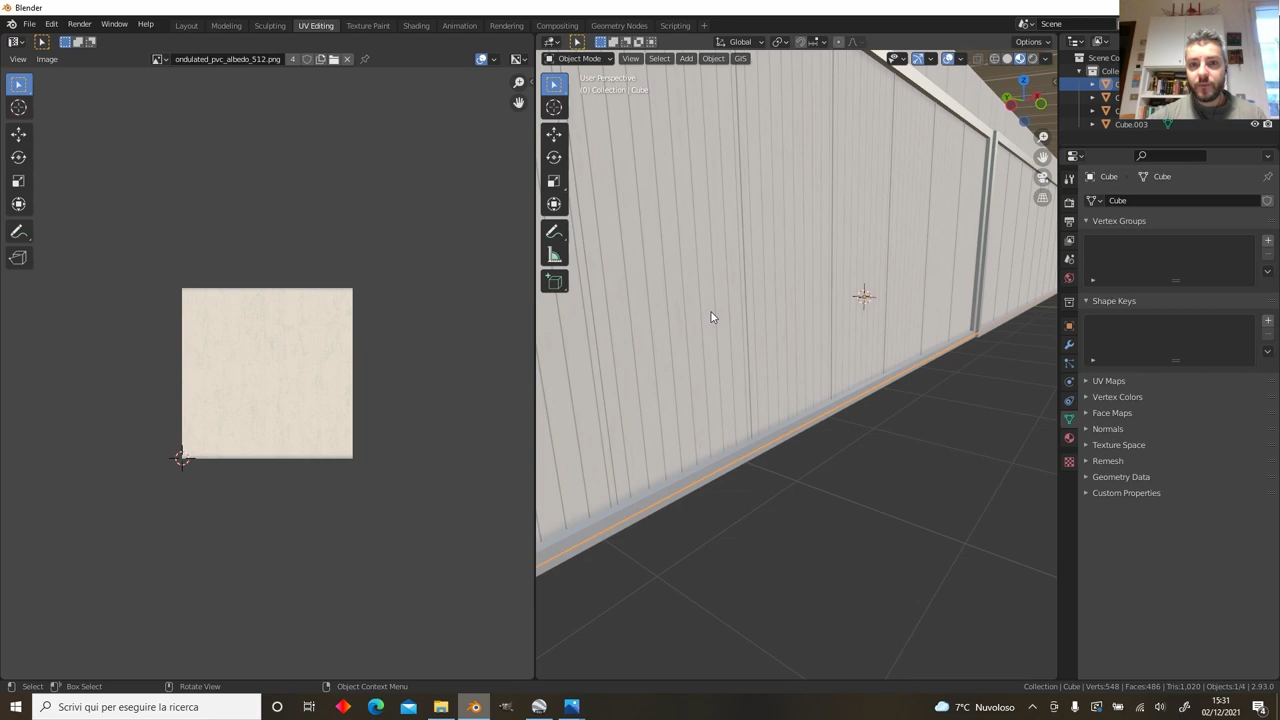 Blender
File Edit Render Window Help Layout Modeling Sculpting UV Editing Texture Paint Shading Animation Rendering Compositing Geometry Nodes Scripting + Scene
Global Options
View Image ondulated_pvc_albedo_512.png 4 Object Mode View Select Add Object GIS
User Perspective
(0) Collection | Cube
Z
Scene Co
Collec
Cube.003
Cube Cube
Cube
Vertex Groups
Shape Keys
UV Maps
Vertex Colors
Face Maps
Normals
Texture Space
Remesh
Geometry Data
Custom Properties
Select Box Select Rotate View Object Context Menu Collection | Cube | Verts:548 | Faces:486 | Tris:1,020 | Objects:1/4 | 2.93.0
Scrivi qui per eseguire la ricerca 7°C Nuvoloso 15:31
02/12/2021